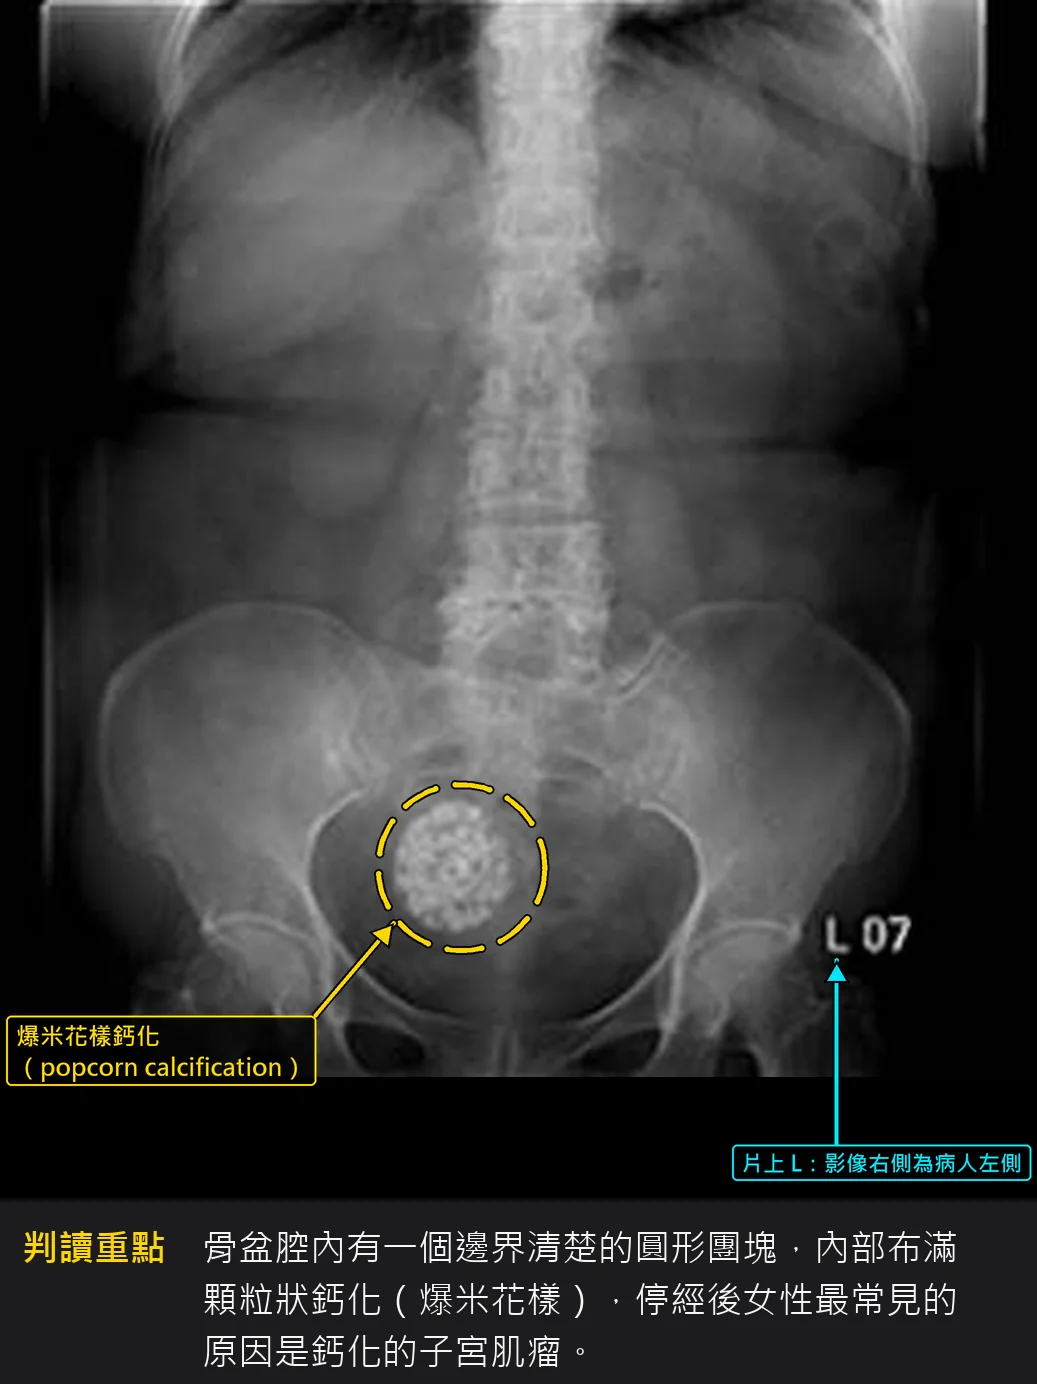 L 07
爆米花樣鈣化
（popcorn calcification）
片上 L：影像右側為病人左側
判讀重點
骨盆腔內有一個邊界清楚的圓形團塊，內部布滿
顆粒狀鈣化（爆米花樣），停經後女性最常見的
原因是鈣化的子宮肌瘤。